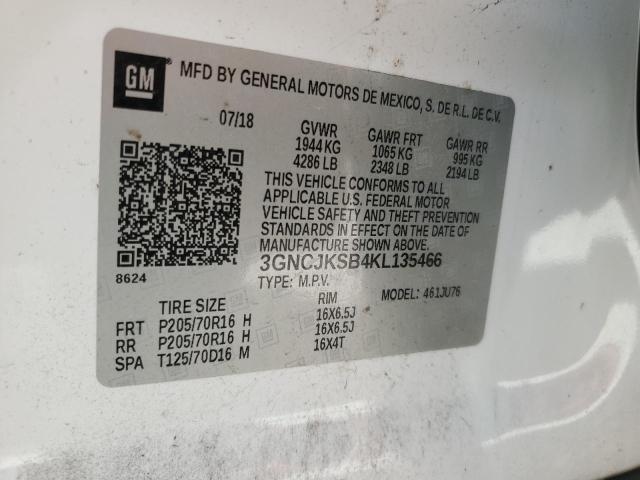 GM
MFD BY GENERAL MOTORS DE MEXICO, S. DE R.L. DE C.V.
07/18 GVWR GAWR FRT GAWR RR
1944 KG 1065 KG 995 KG
4286 LB 2348 LB 2194 LB
THIS VEHICLE CONFORMS TO ALL
APPLICABLE U.S. FEDERAL MOTOR
VEHICLE SAFETY AND THEFT PREVENTION
STANDARDS IN EFFECT ON THE DATE OF
MANUFACTURE SHOWN ABOVE.
8624 3GNCJKSB4KL135466
TYPE: M.P.V. MODEL: 461JU76
TIRE SIZE RIM
FRT P205/70R16 H 16X6.5J
RR P205/70R16 H 16X6.5J
SPA T125/70D16 M 16X4T